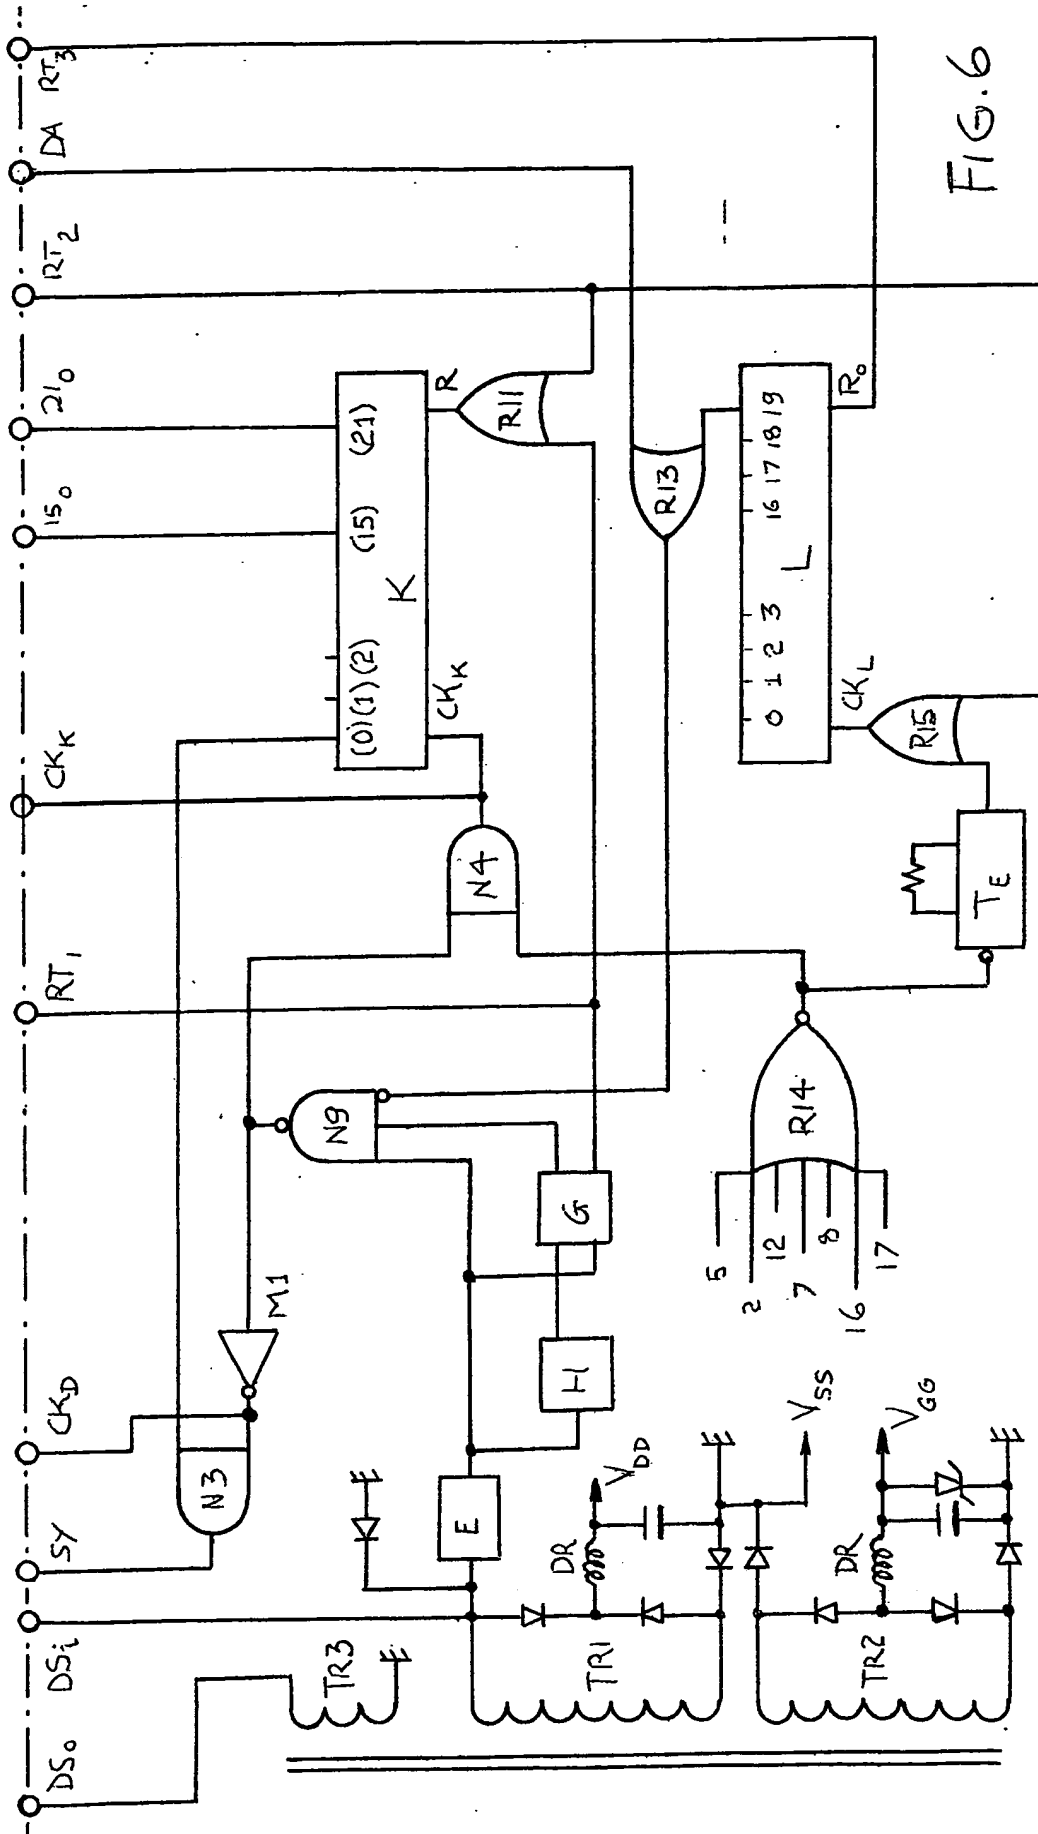 DSo
DSi
SY
CKD
RT1
CKK
15o
21o
RT2
DA
RT3
N3
M1
N9
N4
(0) (1) (2)
(15)
(21)
K
CKK
R
R11
TR3
E
H
G
R13
VDD
DR
TR1
5
2
12
7
8
16
17
R14
0 1 2 3
16 17 18 19
L
CKL
Ro
VSS
VGG
DR
TR2
TE
R15
FIG.6